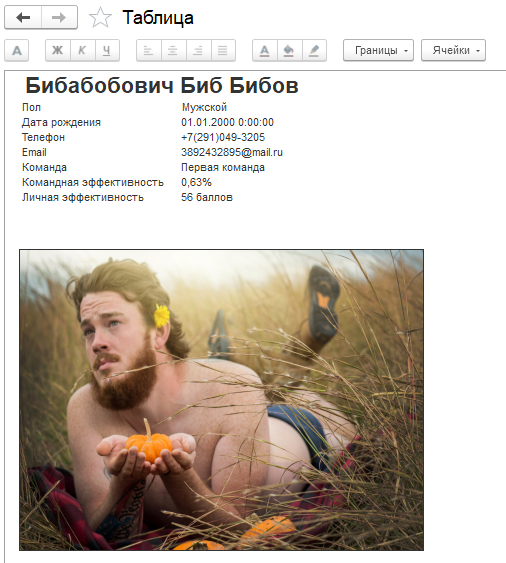 Таблица
А Ж К Ч А Границы Ячейки
Бибабобович Биб Бибов
Пол Мужской
Дата рождения 01.01.2000 0:00:00
Телефон +7(291)049-3205
Email 3892432895@mail.ru
Команда Первая команда
Командная эффективность 0,63%
Личная эффективность 56 баллов